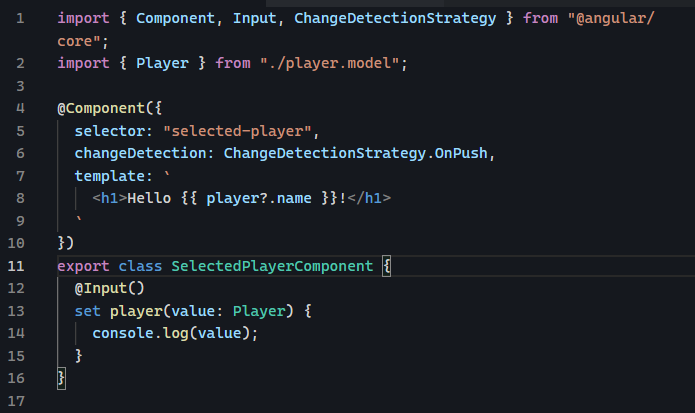 1 import { Component, Input, ChangeDetectionStrategy } from "@angular/
core";
2 import { Player } from "./player.model";
3
4 @Component({
5   selector: "selected-player",
6   changeDetection: ChangeDetectionStrategy.OnPush,
7   template: `
8     <h1>Hello {{ player?.name }}!</h1>
9   `
10 })
11 export class SelectedPlayerComponent {
12   @Input()
13   set player(value: Player) {
14     console.log(value);
15   }
16 }
17